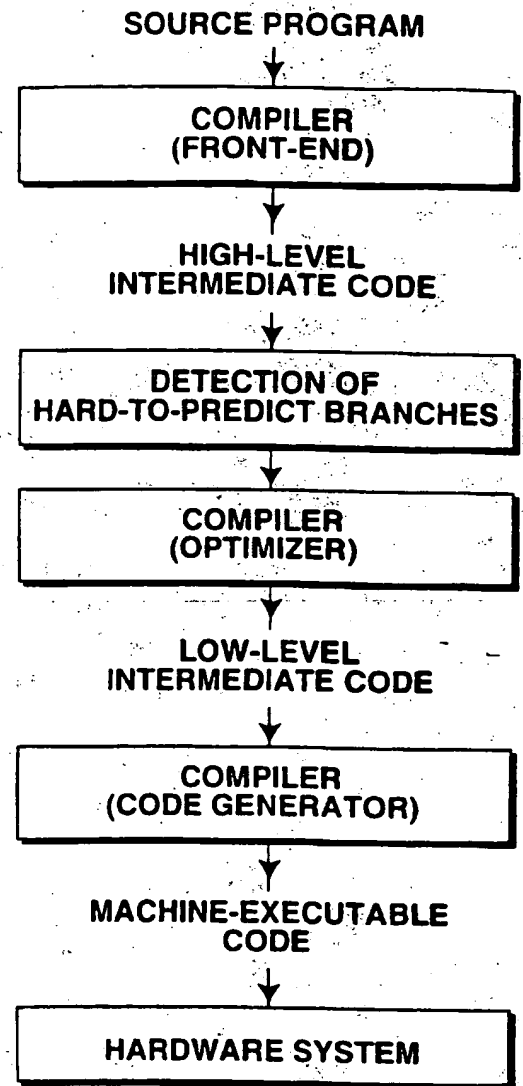 SOURCE PROGRAM
COMPILER
(FRONT-END)
HIGH-LEVEL
INTERMEDIATE CODE
DETECTION OF
HARD-TO-PREDICT BRANCHES
COMPILER
(OPTIMIZER)
LOW-LEVEL
INTERMEDIATE CODE
COMPILER
(CODE GENERATOR)
MACHINE-EXECUTABLE
CODE
HARDWARE SYSTEM